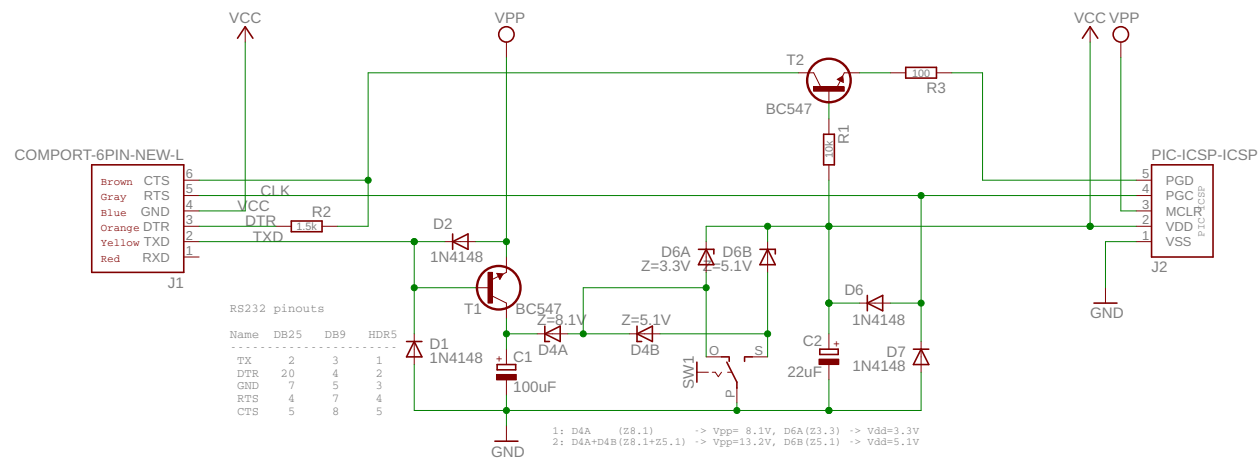 VCC
VPP
VCC
VPP
T2
100
R3
BC547
R1
10k
COMPORT-6PIN-NEW-L
PIC-ICSP-ICSP
Brown CTS 6
Gray RTS 5
Blue GND 4
Orange DTR 3
Yellow TXD 2
Red RXD 1
J1
CLK
VCC
DTR
TXD
R2
1.5k
5 PGD
4 PGC
3 MCLR
2 VDD
1 VSS
PIC-ICSP
J2
GND
D2
1N4148
T1
BC547
D6A
Z=3.3V
D6B
Z=5.1V
Z=8.1V
D4A
Z=5.1V
D4B
D1
1N4148
C1
+
100uF
SW1
O
S
P
D6
1N4148
C2
+
22uF
D7
1N4148
GND
RS232 pinouts
Name DB25 DB9 HDR5
------------------------
TX 2 3 1
DTR 20 4 2
GND 7 5 3
RTS 4 7 4
CTS 5 8 5
1: D4A (Z8.1) -> Vpp= 8.1V, D6A(Z3.3) -> Vdd=3.3V
2: D4A+D4B(Z8.1+Z5.1) -> Vpp=13.2V, D6B(Z5.1) -> Vdd=5.1V